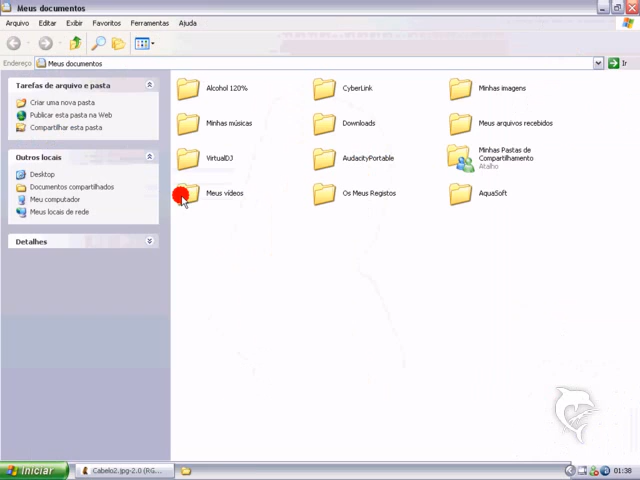 Meus documentos
Arquivo Editar Exibir Favoritos Ferramentas Ajuda
Endereço Meus documentos Ir
Tarefas de arquivo e pasta
Criar uma nova pasta
Publicar esta pasta na Web
Compartilhar esta pasta
Outros locais
Desktop
Documentos compartilhados
Meu computador
Meus locais de rede
Detalhes
Alcohol 120% CyberLink Minhas imagens
Minhas músicas Downloads Meus arquivos recebidos
VirtualDJ AudacityPortable Minhas Pastas de
Compartilhamento
Atalho
Meus vídeos Os Meus Registos AquaSoft
Iniciar Cabelo2.jpg-2.0 (RG... 01:38